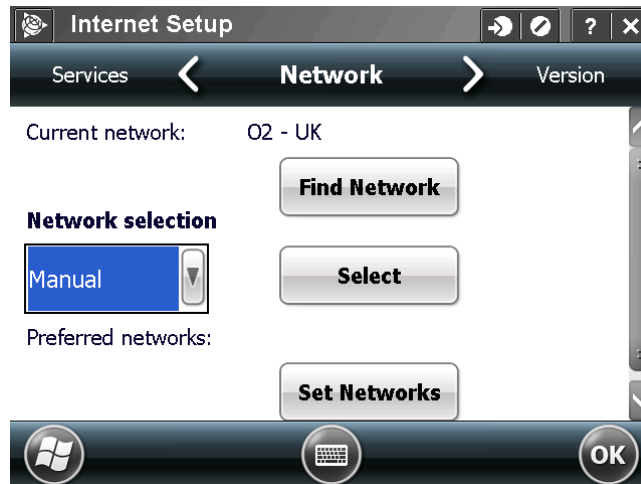 Internet Setup ? X
Services Network Version
Current network: O2 - UK
Find Network
Network selection
Manual Select
Preferred networks:
Set Networks
OK